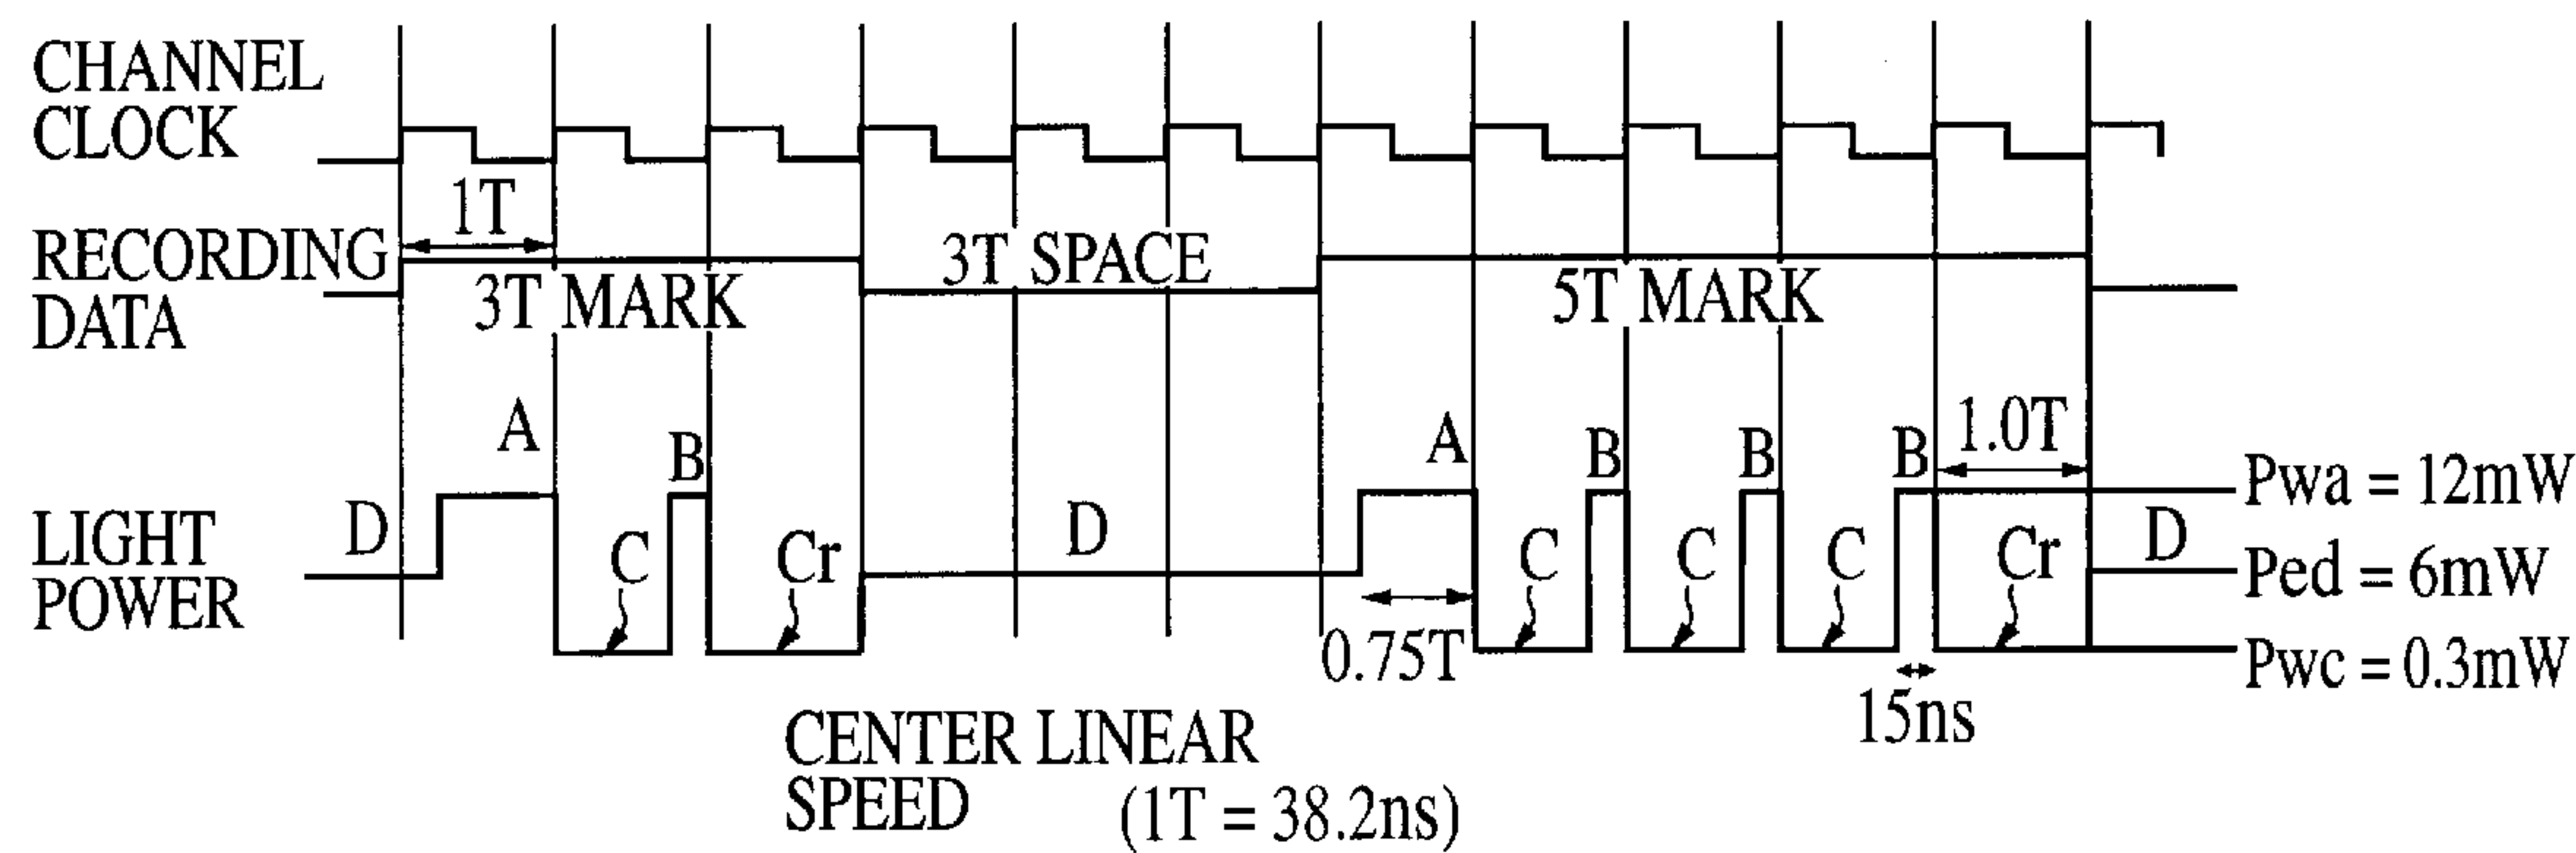 CHANNEL
CLOCK
1T
RECORDING
DATA
3T MARK
3T SPACE
5T MARK
LIGHT
POWER
D
A
C
B
Cr
D
A
0.75T
C
B
C
B
C
B
15ns
1.0T
Cr
D
Pwa = 12mW
Ped = 6mW
Pwc = 0.3mW
CENTER LINEAR
SPEED
(1T = 38.2ns)